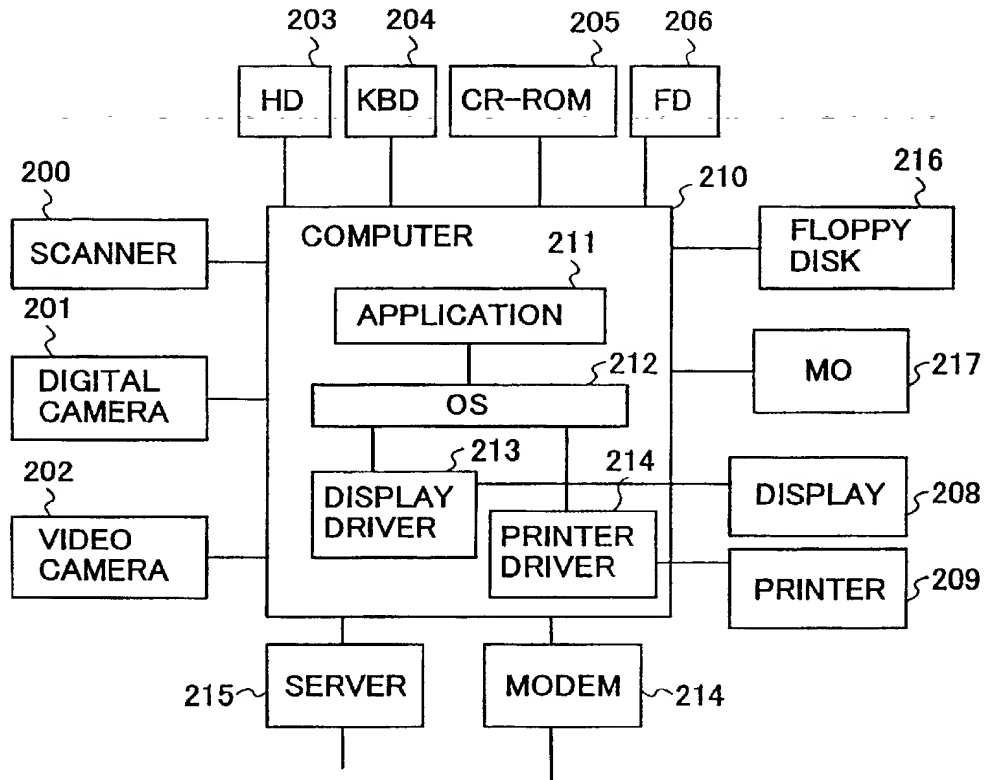 203
204
205
206
HD
KBD
CR-ROM
FD
200
210
216
SCANNER
COMPUTER
FLOPPY
DISK
211
APPLICATION
201
DIGITAL
CAMERA
212
OS
MO
217
213
214
202
DISPLAY
DRIVER
DISPLAY
208
VIDEO
CAMERA
PRINTER
DRIVER
PRINTER
209
215
SERVER
MODEM
214